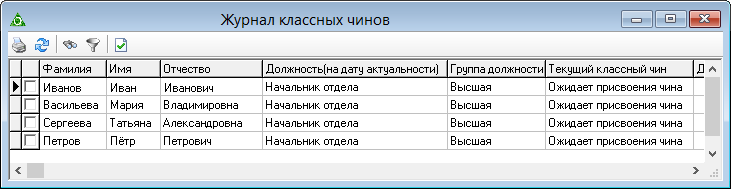 Журнал классных чинов
Фамилия Имя Отчество Должность(на дату актуальности) Группа должности Текущий классный чин Д
Иванов Иван Иванович Начальник отдела Высшая Ожидает присвоения чина
Васильева Мария Владимировна Начальник отдела Высшая Ожидает присвоения чина
Сергеева Татьяна Александровна Начальник отдела Высшая Ожидает присвоения чина
Петров Пётр Петрович Начальник отдела Высшая Ожидает присвоения чина